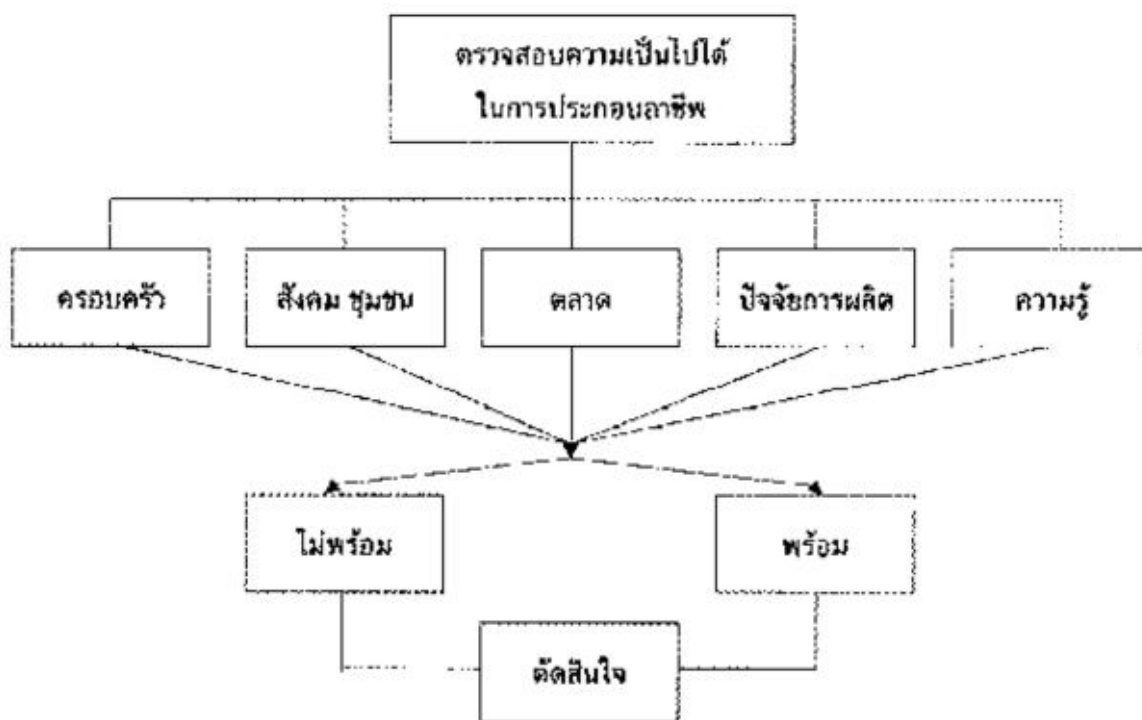 ตรวจสอบความเป็นไปได้
ในการประกอบอาชีพ
ครอบครัว
สังคม ชุมชน
ตลาด
ปัจจัยการผลิต
ความรู้
ไม่พร้อม
พร้อม
ตัดสินใจ